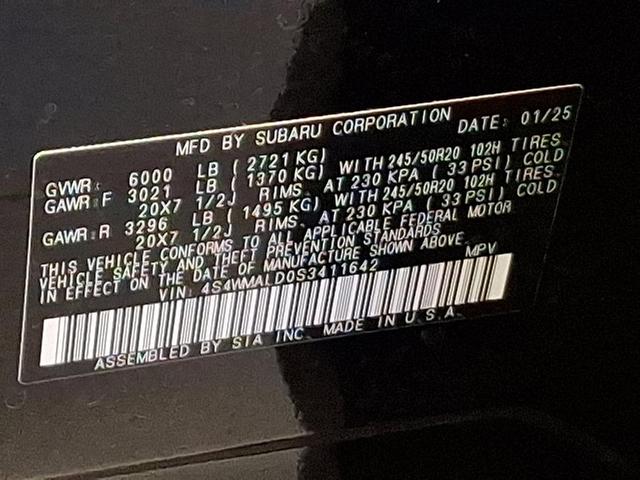 MFD BY SUBARU CORPORATION DATE: 01/25
GVWR: 6000 LB ( 2721 KG)
GAWR:F 3021 LB ( 1370 KG) WITH 245/50R20 102H TIRES.
20X7 1/2J RIMS. AT 230 KPA ( 33 PSI) COLD
GAWR:R 3296 LB ( 1495 KG) WITH 245/50R20 102H TIRES.
20X7 1/2J RIMS. AT 230 KPA ( 33 PSI) COLD
THIS VEHICLE CONFORMS TO ALL APPLICABLE FEDERAL MOTOR
VEHICLE SAFETY AND THEFT PREVENTION STANDARDS
IN EFFECT ON THE DATE OF MANUFACTURE SHOWN ABOVE.
VIN: 4S4WMALD0S3411642 MPV
ASSEMBLED BY SIA INC. MADE IN U.S.A.